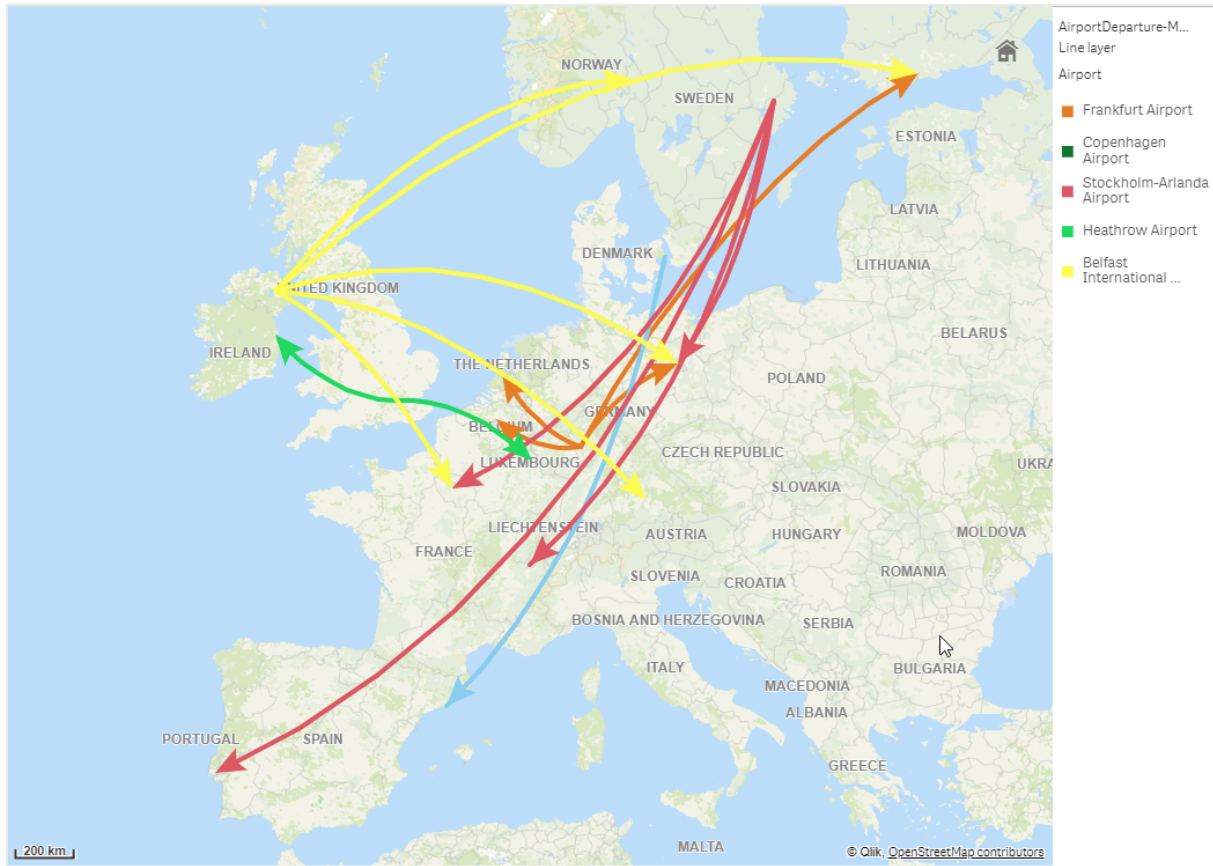 AirportDeparture-M...
Line layer
Airport
Frankfurt Airport
Copenhagen
Airport
Stockholm-Arlanda
Airport
Heathrow Airport
Belfast
International ...
NORWAY
SWEDEN
ESTONIA
LATVIA
DENMARK
LITHUANIA
UNITED KINGDOM
BELARUS
IRELAND
THE NETHERLANDS
POLAND
GERMANY
BELGIUM
CZECH REPUBLIC
LUXEMBOURG
UKRA
SLOVAKIA
LIECHTENSTEIN
AUSTRIA
HUNGARY
MOLDOVA
FRANCE
ROMANIA
SLOVENIA
CROATIA
BOSNIA AND HERZEGOVINA
SERBIA
ITALY
BULGARIA
MACEDONIA
ALBANIA
PORTUGAL
SPAIN
GREECE
MALTA
200 km
© Qlik, OpenStreetMap contributors